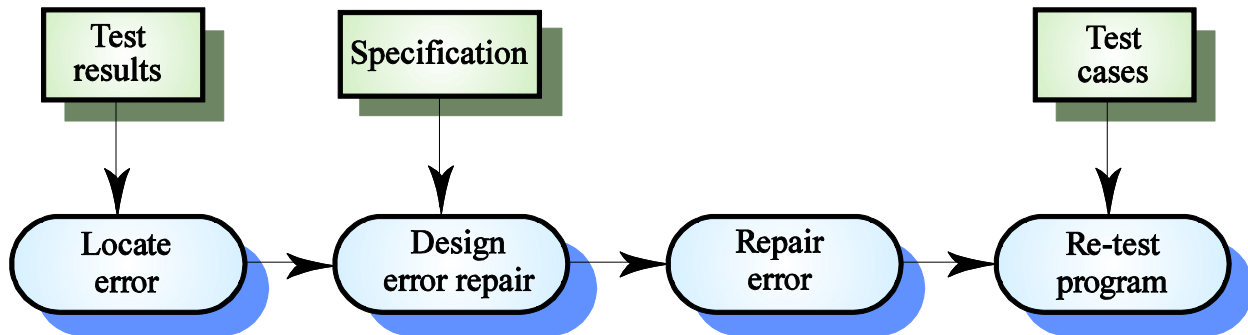 Test
results
Specification
Test
cases
Locate
error
Design
error repair
Repair
error
Re-test
program